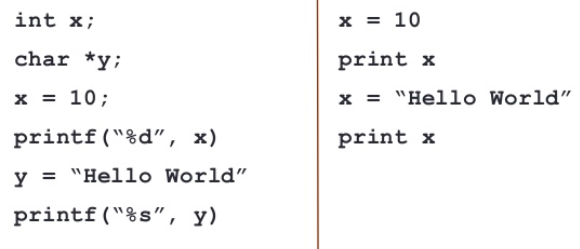 int x;
char *y;
x = 10;
printf(“%d”, x)
y = “Hello World”
printf(“%s”, y)
x = 10
print x
x = “Hello World”
print x